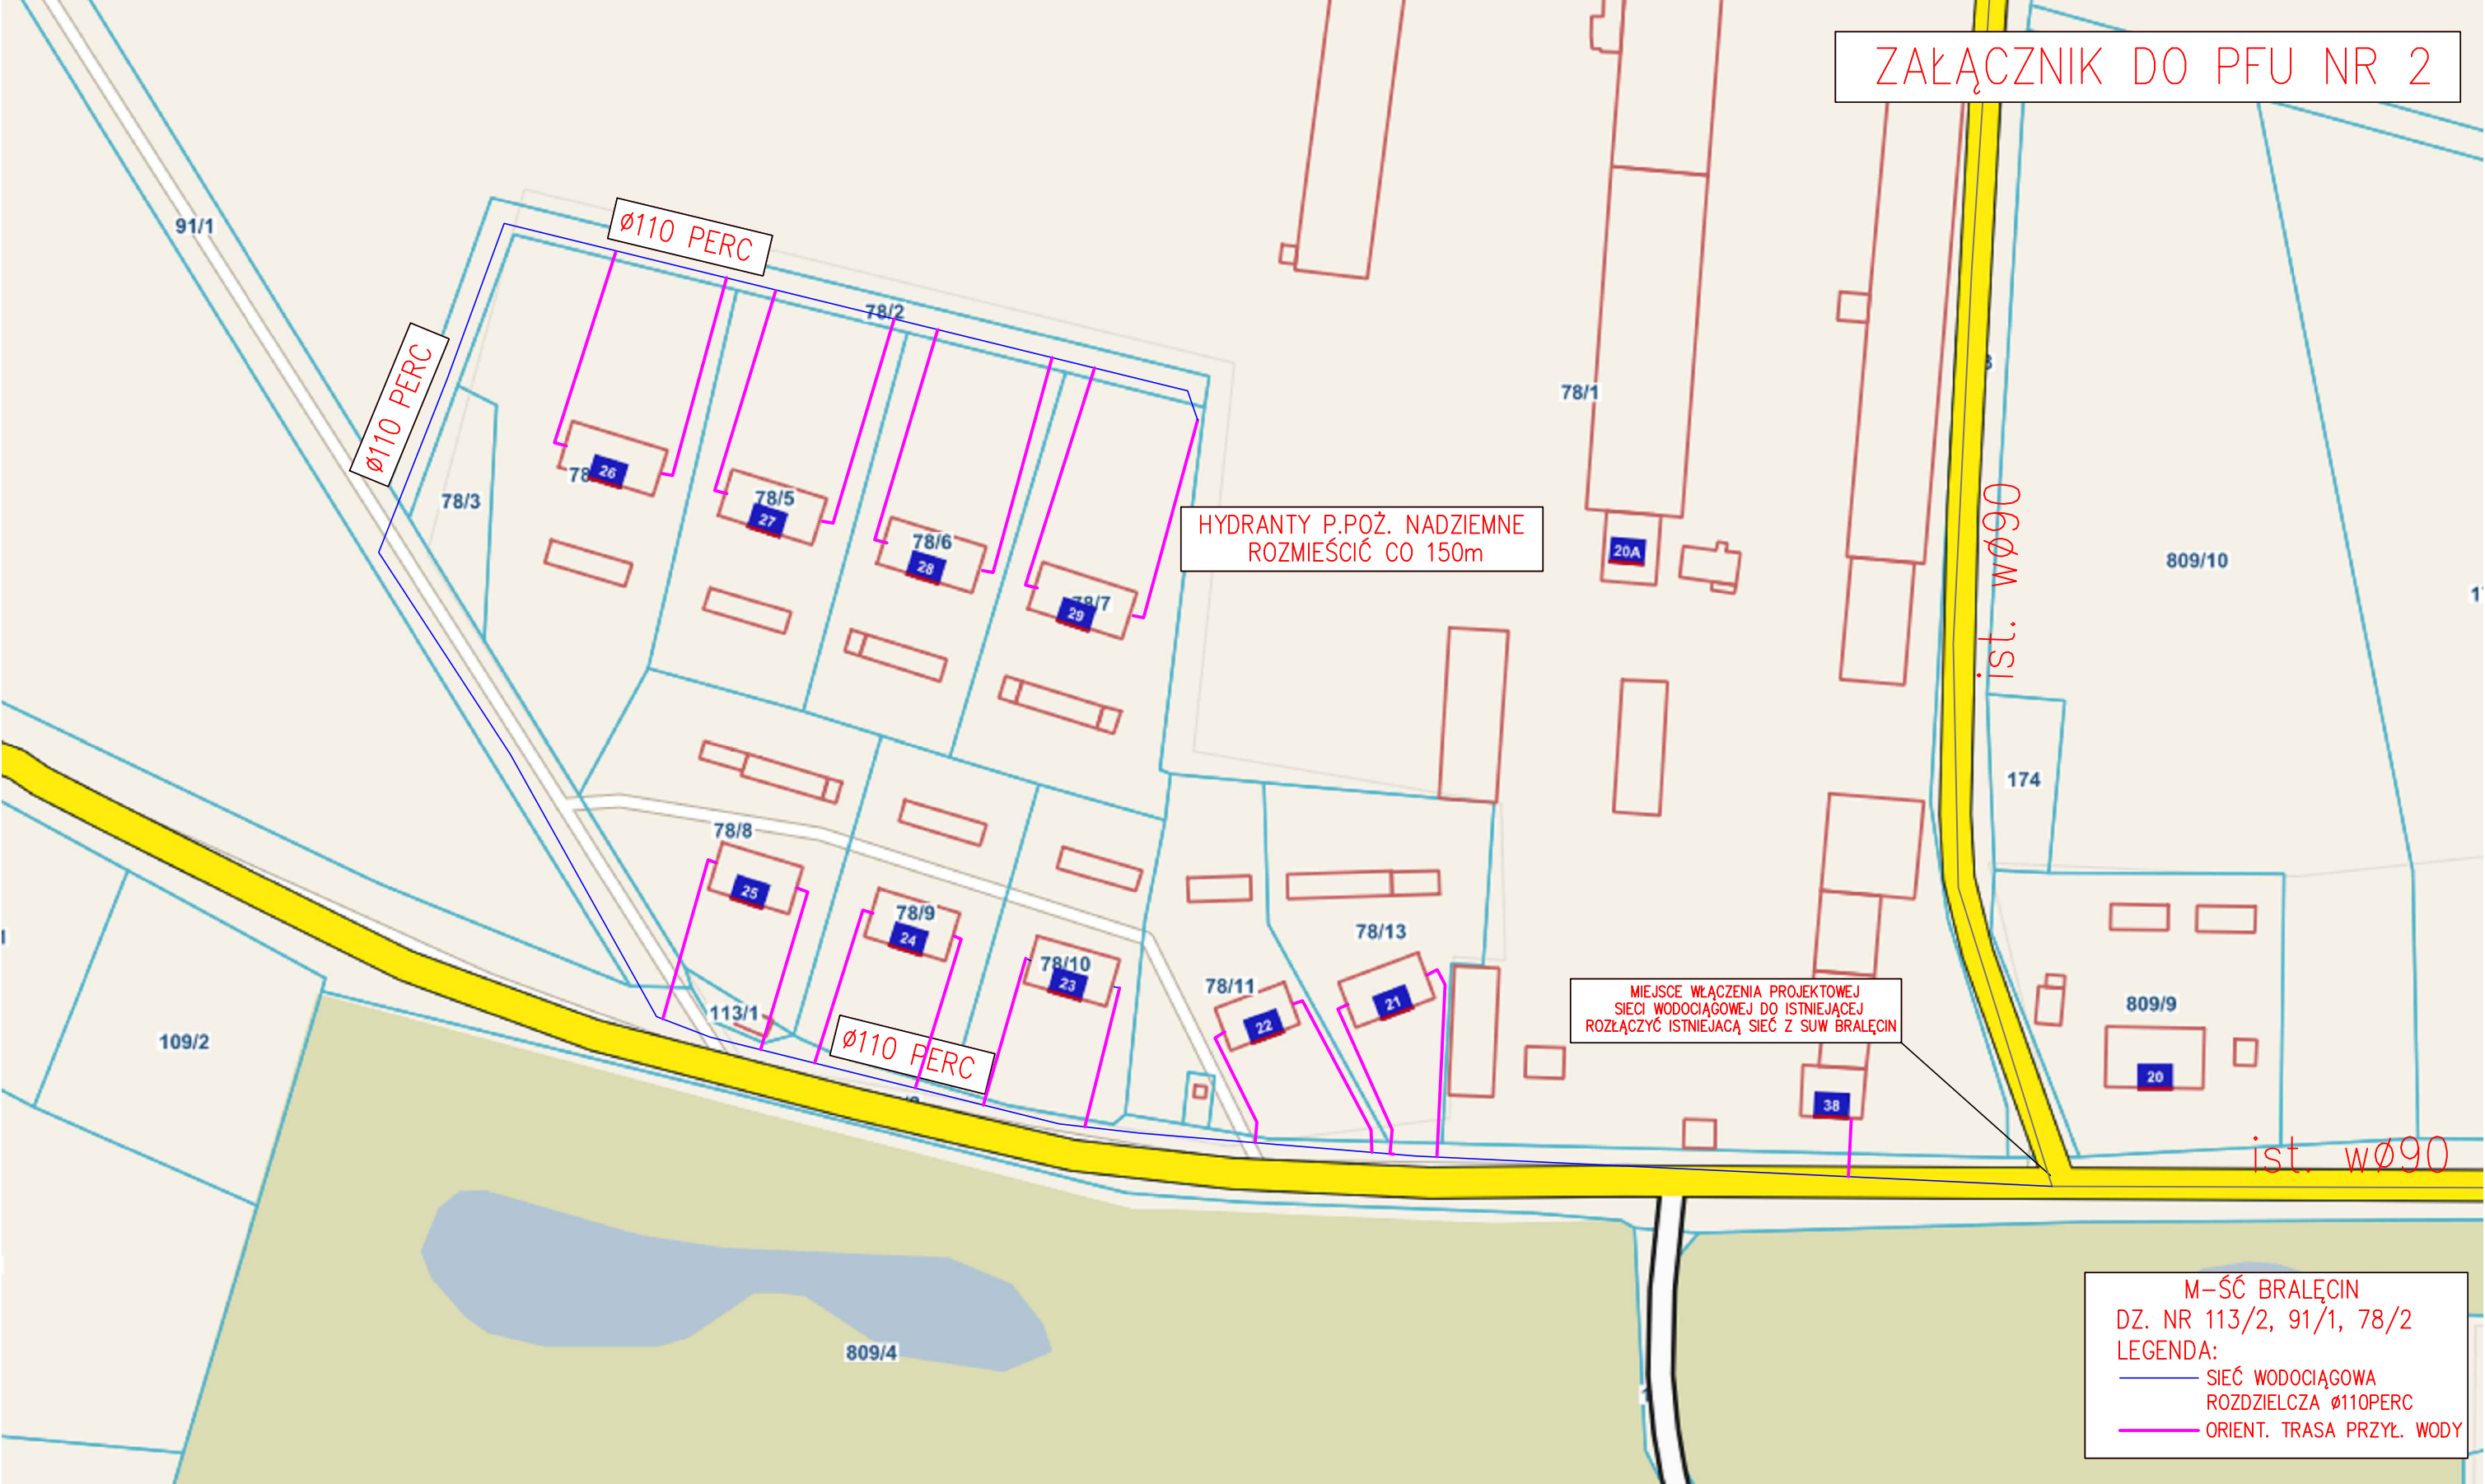 ZAŁĄCZNIK DO PFU NR 2
91/1
ø110 PERC
78/2
ø110 PERC
78/1
78/3
78
26
78/5
27
78/6
28
78/7
29
HYDRANTY P.POŻ. NADZIEMNE
ROZMIEŚCIĆ CO 150m
20A
ist. wø90
809/10
174
78/8
25
78/9
24
78/10
23
78/11
22
78/13
21
113/1
ø110 PERC
109/2
MIEJSCE WŁĄCZENIA PROJEKTOWEJ
SIECI WODOCIĄGOWEJ DO ISTNIEJĄCEJ
ROZŁĄCZYĆ ISTNIEJACĄ SIEĆ Z SUW BRALĘCIN
38
809/9
20
ist. wø90
809/4
M-ŚĆ BRALĘCIN
DZ. NR 113/2, 91/1, 78/2
LEGENDA:
SIEĆ WODOCIĄGOWA
ROZDZIELCZA ø110PERC
ORIENT. TRASA PRZYŁ. WODY